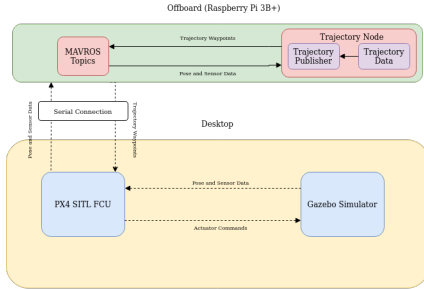 Offboard (Raspberry Pi 3B+)
Trajectory Node
Trajectory Waypoints
MAVROS
Topics
Trajectory
Publisher
Trajectory
Data
Pose and Sensor Data
Serial Connection
Pose and Sensor Data
Trajectory Waypoints
Desktop
PX4 SITL FCU
Pose and Sensor Data
Gazebo Simulator
Actuator Commands